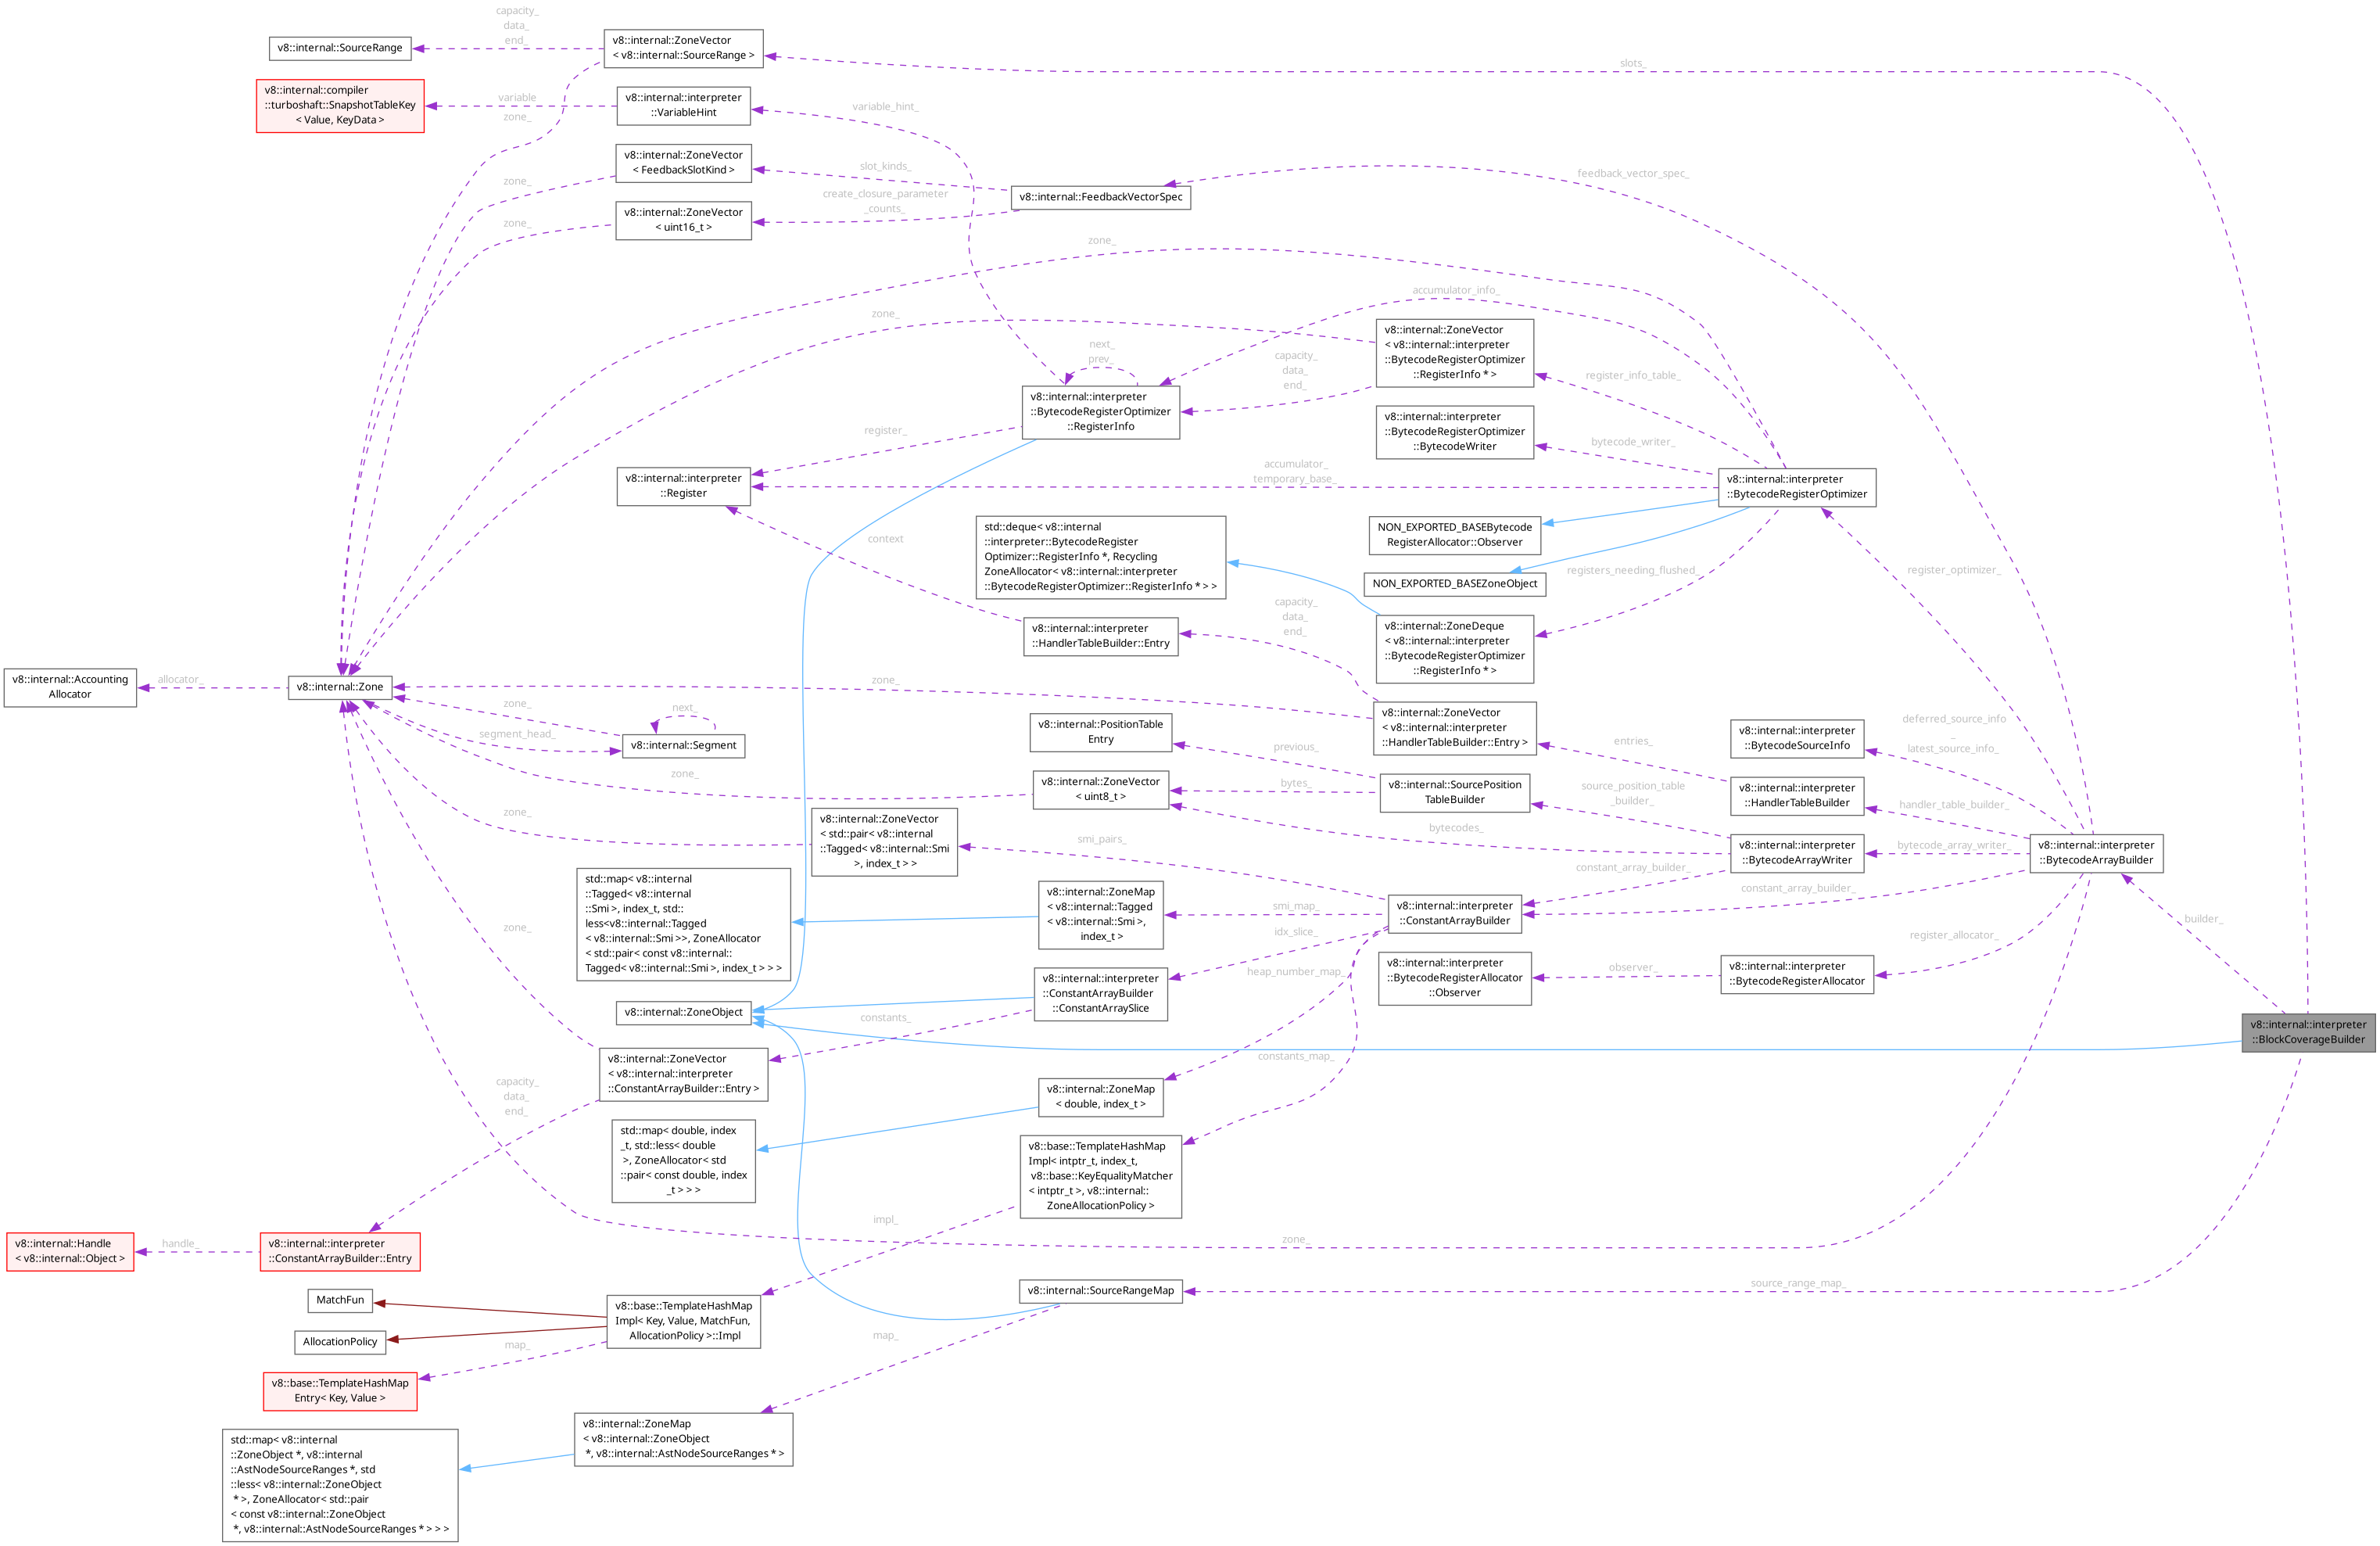 capacity_
data_
end_
v8::internal::SourceRange
v8::internal::ZoneVector
< v8::internal::SourceRange >
slots_
v8::internal::compiler
::turboshaft::SnapshotTableKey
< Value, KeyData >
variable
zone_
v8::internal::interpreter
::VariableHint
variable_hint_
v8::internal::ZoneVector
< FeedbackSlotKind >
slot_kinds_
zone_
create_closure_parameter
_counts_
v8::internal::FeedbackVectorSpec
feedback_vector_spec_
v8::internal::ZoneVector
< uint16_t >
zone_
zone_
accumulator_info_
zone_
v8::internal::ZoneVector
< v8::internal::interpreter
::BytecodeRegisterOptimizer
::RegisterInfo * >
next_
prev_
capacity_
data_
end_
register_info_table_
v8::internal::interpreter
::BytecodeRegisterOptimizer
::RegisterInfo
v8::internal::interpreter
::BytecodeRegisterOptimizer
::BytecodeWriter
bytecode_writer_
register_
accumulator_
temporary_base_
v8::internal::interpreter
::Register
v8::internal::interpreter
::BytecodeRegisterOptimizer
context
std::deque< v8::internal
::interpreter::BytecodeRegister
Optimizer::RegisterInfo *, Recycling
ZoneAllocator< v8::internal::interpreter
::BytecodeRegisterOptimizer::RegisterInfo * > >
NON_EXPORTED_BASEBytecode
RegisterAllocator::Observer
NON_EXPORTED_BASEZoneObject
registers_needing_flushed_
register_optimizer_
capacity_
data_
end_
v8::internal::interpreter
::HandlerTableBuilder::Entry
v8::internal::ZoneDeque
< v8::internal::interpreter
::BytecodeRegisterOptimizer
::RegisterInfo * >
v8::internal::Accounting
Allocator
allocator_
v8::internal::Zone
zone_
zone_
segment_head_
next_
v8::internal::Segment
zone_
v8::internal::PositionTable
Entry
previous_
v8::internal::ZoneVector
< v8::internal::interpreter
::HandlerTableBuilder::Entry >
entries_
v8::internal::interpreter
::BytecodeSourceInfo
deferred_source_info
_
latest_source_info_
v8::internal::ZoneVector
< uint8_t >
bytes_
v8::internal::SourcePosition
TableBuilder
source_position_table
_builder_
v8::internal::interpreter
::HandlerTableBuilder
handler_table_builder_
zone_
v8::internal::ZoneVector
< std::pair< v8::internal
::Tagged< v8::internal::Smi
>, index_t > >
smi_pairs_
bytecodes_
v8::internal::interpreter
::BytecodeArrayWriter
bytecode_array_writer_
v8::internal::interpreter
::BytecodeArrayBuilder
constant_array_builder_
constant_array_builder_
std::map< v8::internal
::Tagged< v8::internal
::Smi >, index_t, std::
less<v8::internal::Tagged
< v8::internal::Smi >>, ZoneAllocator
< std::pair< const v8::internal::
Tagged< v8::internal::Smi >, index_t > > >
v8::internal::ZoneMap
< v8::internal::Tagged
< v8::internal::Smi >,
index_t >
smi_map_
v8::internal::interpreter
::ConstantArrayBuilder
builder_
zone_
idx_slice_
register_allocator_
heap_number_map_
v8::internal::interpreter
::ConstantArrayBuilder
::ConstantArraySlice
v8::internal::interpreter
::BytecodeRegisterAllocator
::Observer
observer_
v8::internal::interpreter
::BytecodeRegisterAllocator
v8::internal::ZoneObject
constants_
v8::internal::interpreter
::BlockCoverageBuilder
v8::internal::ZoneVector
< v8::internal::interpreter
::ConstantArrayBuilder::Entry >
constants_map_
capacity_
data_
end_
v8::internal::ZoneMap
< double, index_t >
std::map< double, index
_t, std::less< double
>, ZoneAllocator< std
::pair< const double, index
_t > > >
v8::base::TemplateHashMap
Impl< intptr_t, index_t,
v8::base::KeyEqualityMatcher
< intptr_t >, v8::internal::
ZoneAllocationPolicy >
impl_
zone_
v8::internal::Handle
< v8::internal::Object >
handle_
v8::internal::interpreter
::ConstantArrayBuilder::Entry
MatchFun
AllocationPolicy
v8::base::TemplateHashMap
Impl< Key, Value, MatchFun,
AllocationPolicy >::Impl
v8::internal::SourceRangeMap
source_range_map_
map_
map_
v8::base::TemplateHashMap
Entry< Key, Value >
v8::internal::ZoneMap
< v8::internal::ZoneObject
*, v8::internal::AstNodeSourceRanges * >
std::map< v8::internal
::ZoneObject *, v8::internal
::AstNodeSourceRanges *, std
::less< v8::internal::ZoneObject
* >, ZoneAllocator< std::pair
< const v8::internal::ZoneObject
*, v8::internal::AstNodeSourceRanges * > > >